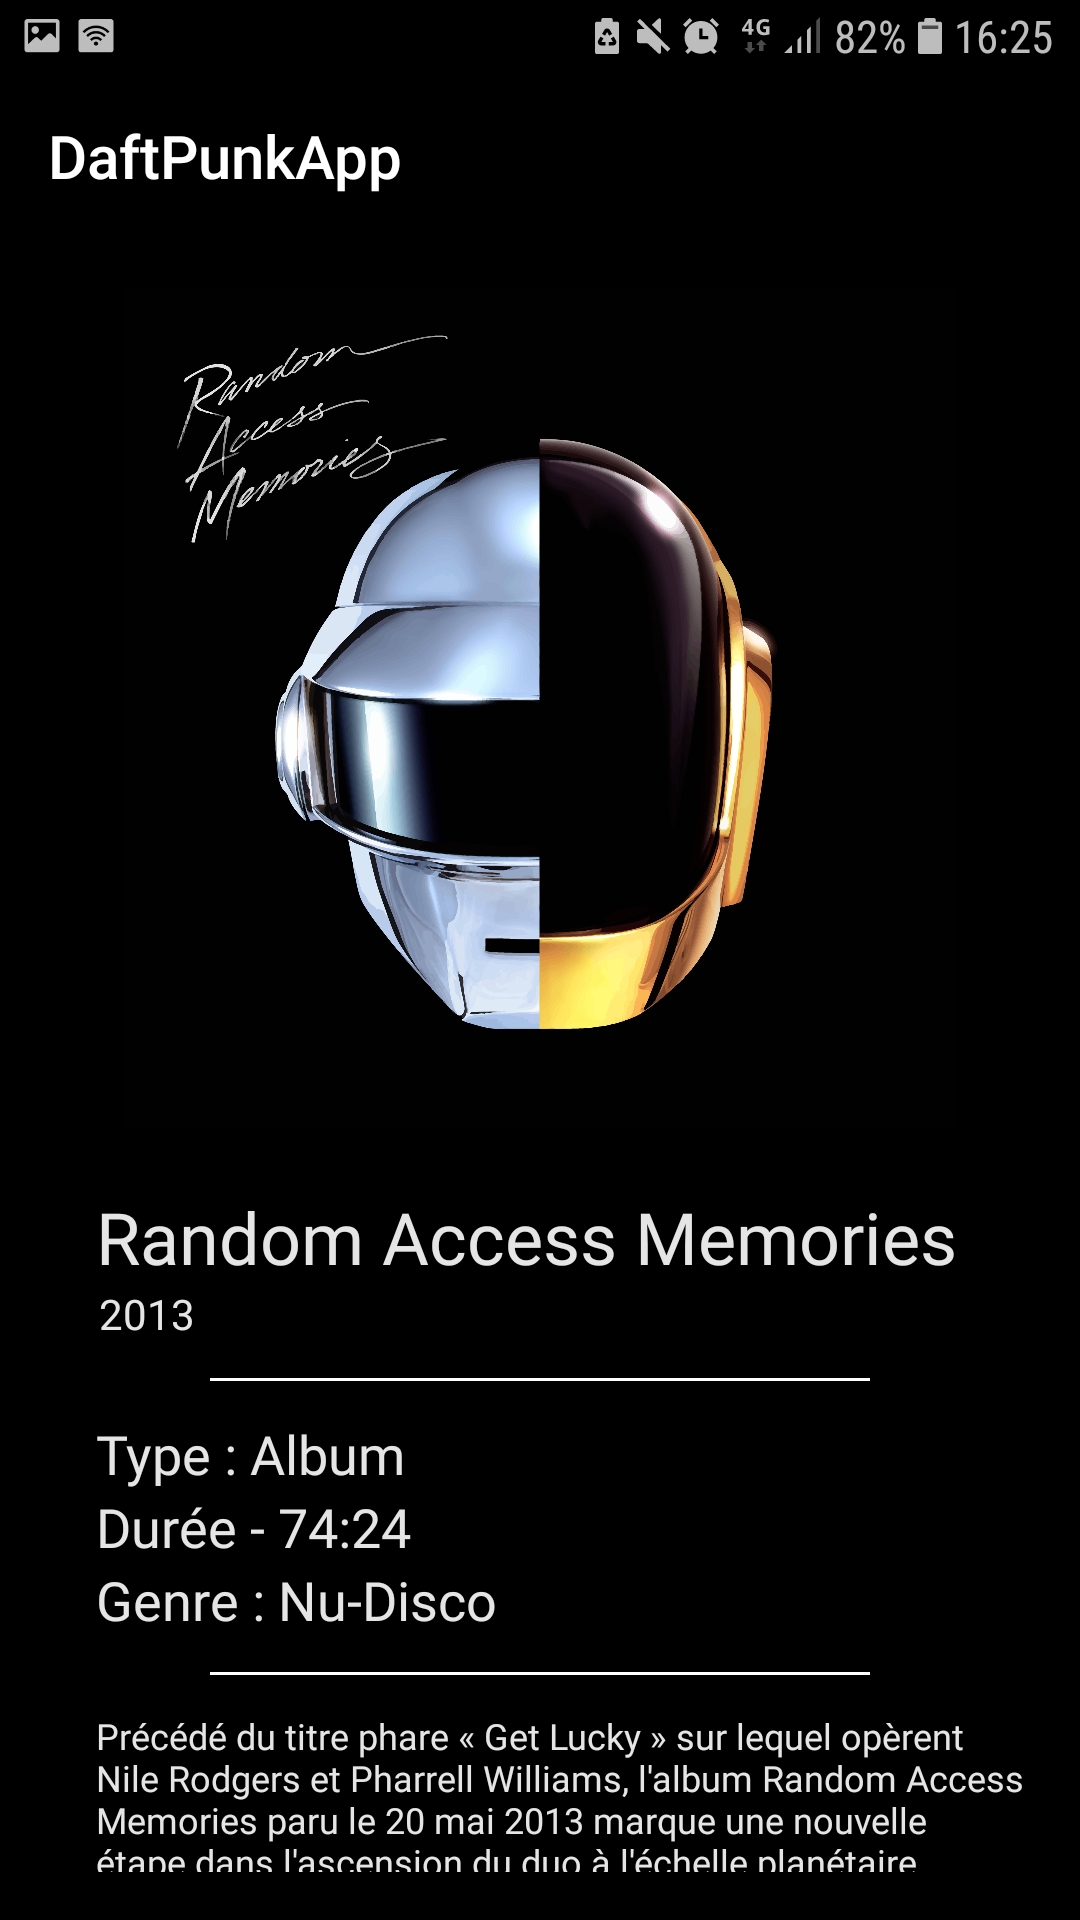 4G 82% 16:25
DaftPunkApp
Random
Access
Memories
Random Access Memories
2013
Type : Album
Durée - 74:24
Genre : Nu-Disco
Précédé du titre phare « Get Lucky » sur lequel opèrent
Nile Rodgers et Pharrell Williams, l'album Random Access
Memories paru le 20 mai 2013 marque une nouvelle
étape dans l'ascension du duo à l'échelle planétaire